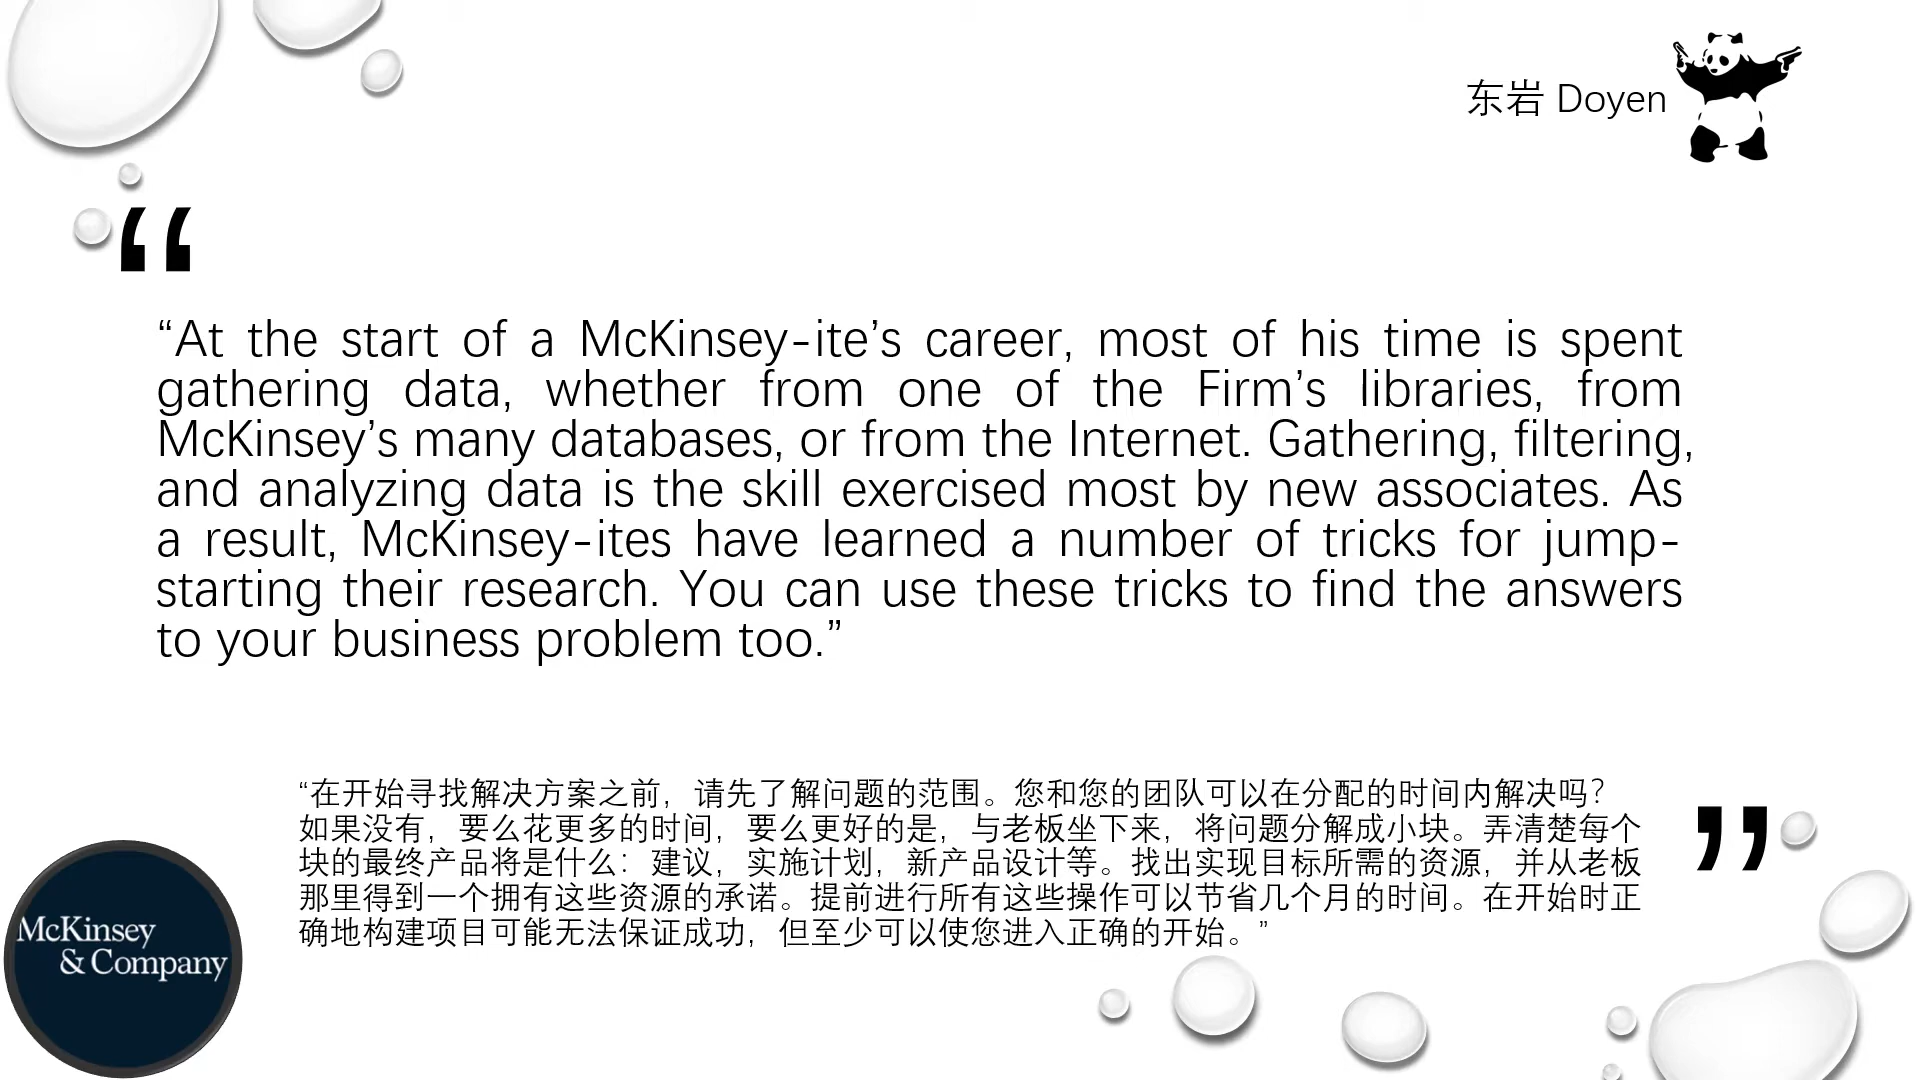 东岩 Doyen
“
“At the start of a McKinsey-ite’s career, most of his time is spent
gathering data, whether from one of the Firm’s libraries, from
McKinsey’s many databases, or from the Internet. Gathering, filtering,
and analyzing data is the skill exercised most by new associates. As
a result, McKinsey-ites have learned a number of tricks for jump-
starting their research. You can use these tricks to find the answers
to your business problem too.”
“在开始寻找解决方案之前，请先了解问题的范围。您和您的团队可以在分配的时间内解决吗？
如果没有，要么花更多的时间，要么更好的是，与老板坐下来，将问题分解成小块。弄清楚每个
块的最终产品将是什么：建议，实施计划，新产品设计等。找出实现目标所需的资源，并从老板
那里得到一个拥有这些资源的承诺。提前进行所有这些操作可以节省几个月的时间。在开始时正
确地构建项目可能无法保证成功，但至少可以使您进入正确的开始。”
”
McKinsey
& Company